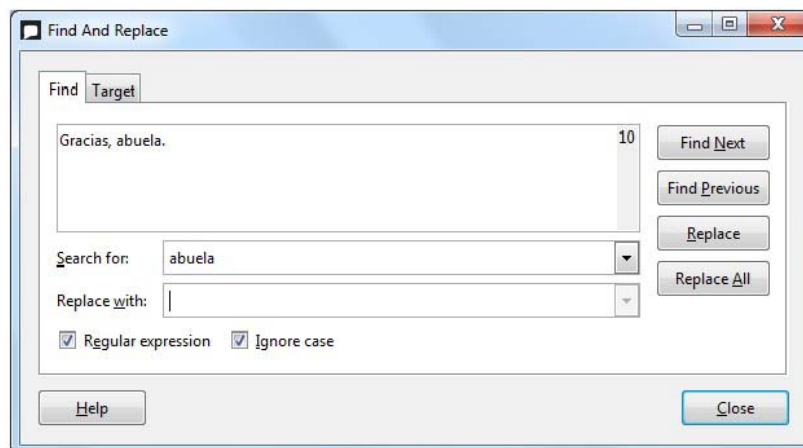 Find And Replace
Find Target
Gracias, abuela. 10
Find Next
Find Previous
Search for: abuela
Replace
Replace with:
Replace All
Regular expression Ignore case
Help Close